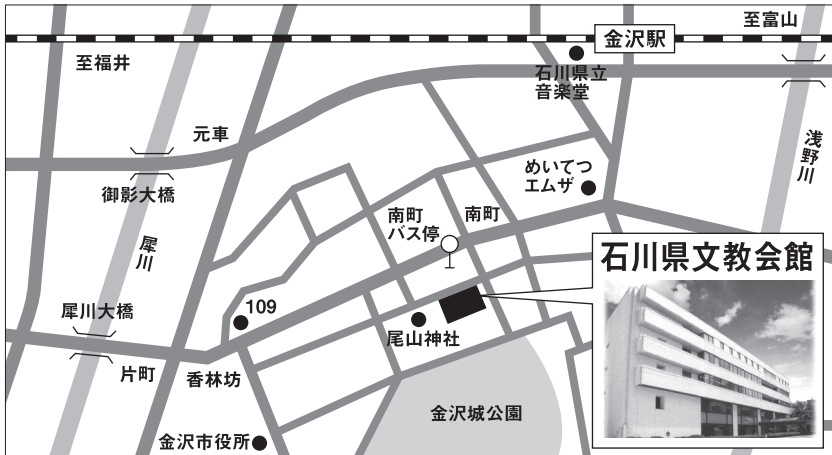 至富山
金沢駅
至福井
石川県立
音楽堂
元車
浅野川
御影大橋
めいてつ
エムザ
南町
バス停
南町
犀川
石川県文教会館
109
犀川大橋
尾山神社
片町
香林坊
金沢城公園
金沢市役所